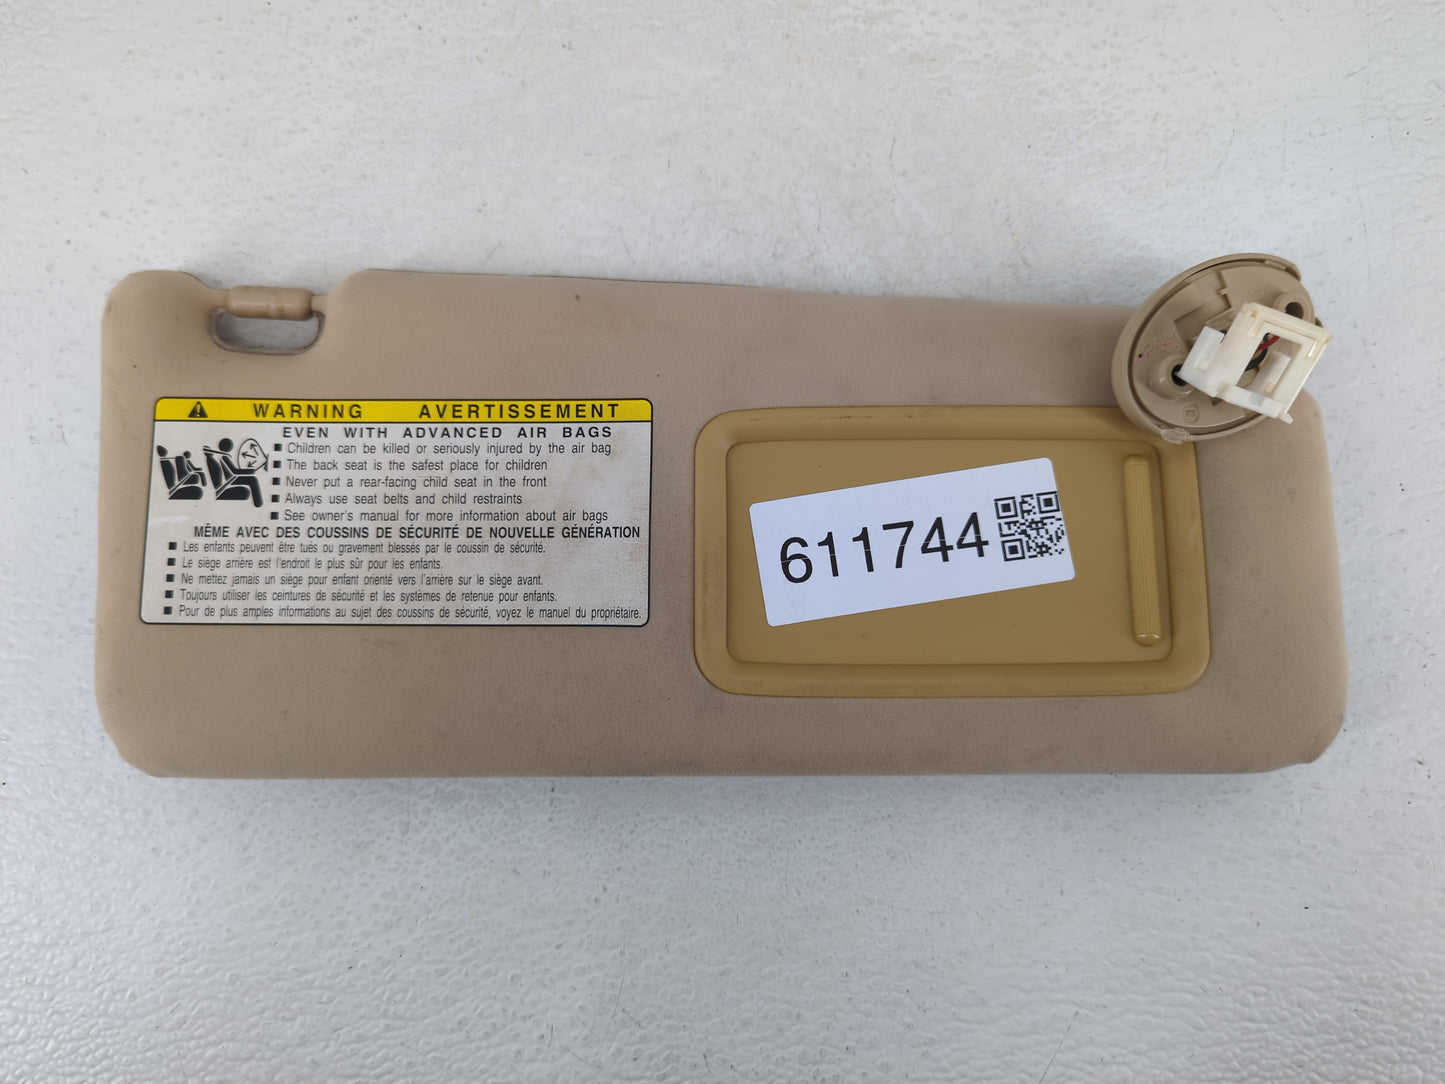 WARNING AVERTISSEMENT
EVEN WITH ADVANCED AIR BAGS
■ Children can be killed or seriously injured by the air bag
■ The back seat is the safest place for children
■ Never put a rear-facing child seat in the front
■ Always use seat belts and child restraints
■ See owner's manual for more information about air bags
MÊME AVEC DES COUSSINS DE SÉCURITÉ DE NOUVELLE GÉNÉRATION
■ Les enfants peuvent être tués ou gravement blessés par le coussin de sécurité.
■ Le siège arrière est l'endroit le plus sûr pour les enfants.
■ Ne mettez jamais un siège pour enfant orienté vers l'arrière sur le siège avant.
■ Toujours utiliser les ceintures de sécurité et les systèmes de retenue pour enfants.
■ Pour de plus amples informations au sujet des coussins de sécurité, voyez le manuel du propriétaire.
611744